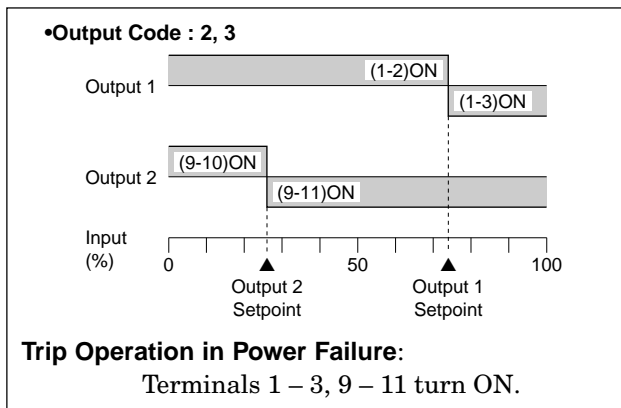 •Output Code : 2, 3
Output 1
(1-2)ON
(1-3)ON
Output 2
(9-10)ON
(9-11)ON
Input
(%)
0
50
100
Output 2
Setpoint
Output 1
Setpoint
Trip Operation in Power Failure:
Terminals 1 – 3, 9 – 11 turn ON.